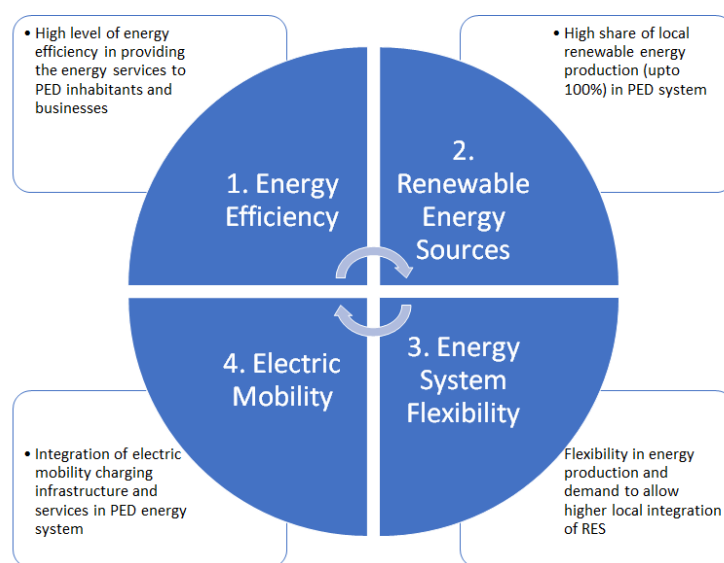 • High level of energy
efficiency in providing
the energy services to
PED inhabitants and
businesses
• High share of local
renewable energy
production (upto
100%) in PED system
1. Energy
Efficiency
2.
Renewable
Energy
Sources
4. Electric
Mobility
3. Energy
System
Flexibility
• Integration of electric
mobility charging
infrastructure and
services in PED energy
system
Flexibility in energy
production and
demand to allow
higher local integration
of RES